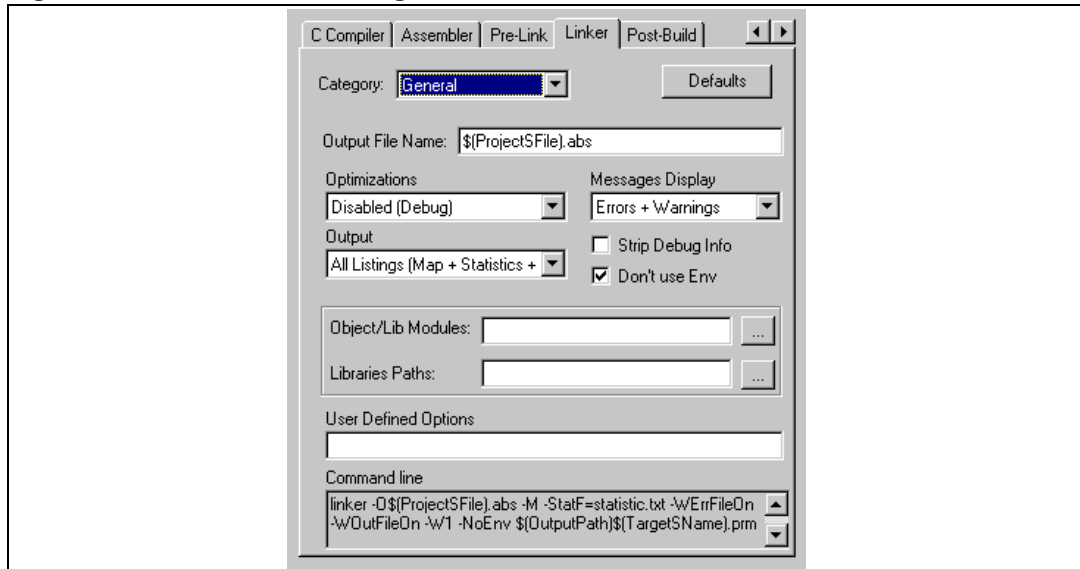 C Compiler Assembler Pre-Link Linker Post-Build
Category: General Defaults
Output File Name: $(ProjectSFile).abs
Optimizations Messages Display
Disabled (Debug) Errors + Warnings
Output Strip Debug Info
All Listings (Map + Statistics + Don't use Env
Object/Lib Modules: ...
Libraries Paths: ...
User Defined Options
Command line
linker -O$(ProjectSFile).abs -M -StatF=statistic.txt -WErrFileOn
-WOutFileOn -W1 -NoEnv $(OutputPath)$(TargetSName).prm